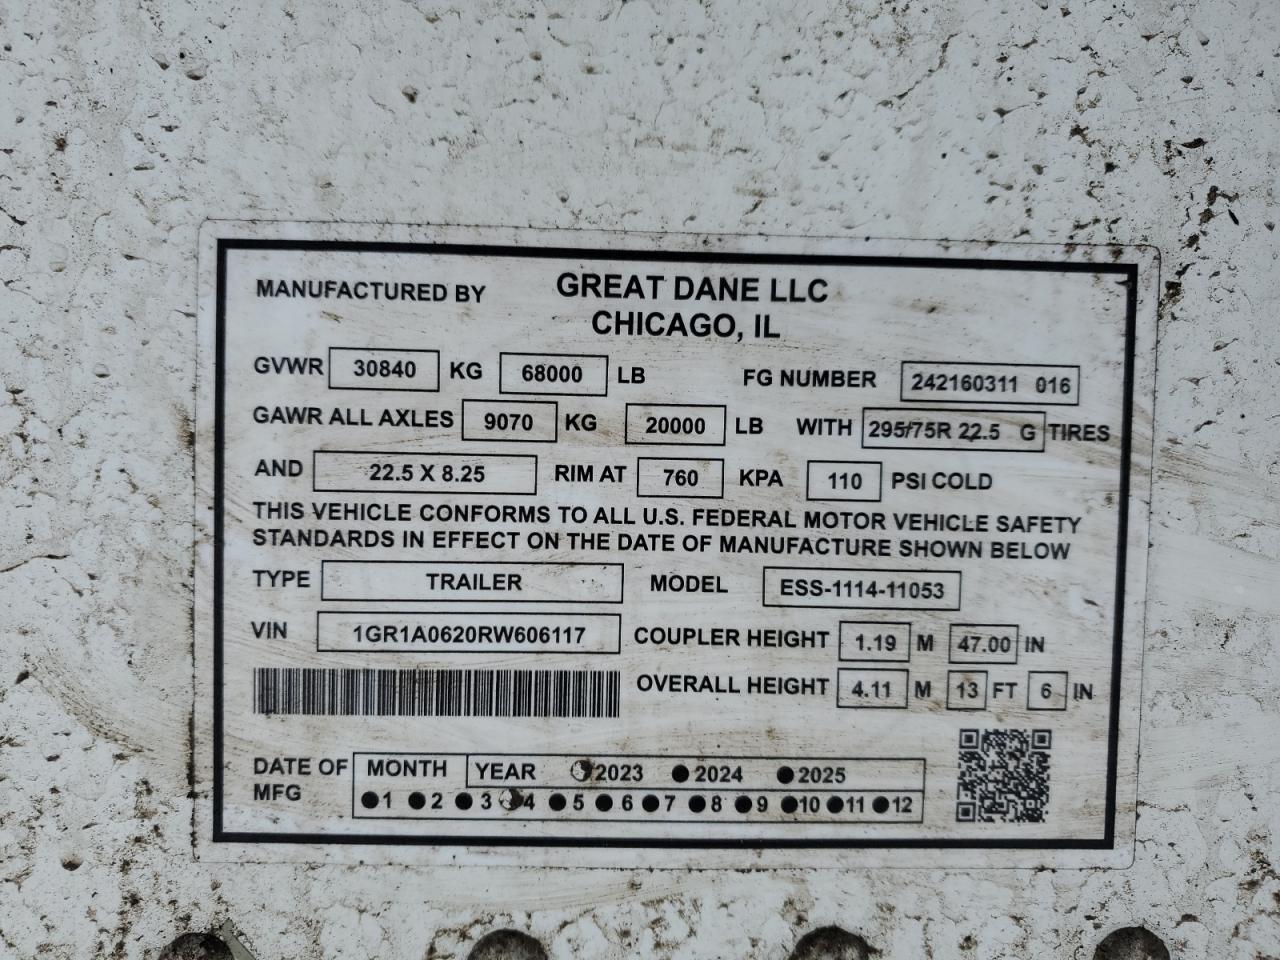 MANUFACTURED BY GREAT DANE LLC
CHICAGO, IL
GVWR 30840 KG 68000 LB FG NUMBER 242160311 016
GAWR ALL AXLES 9070 KG 20000 LB WITH 295/75R 22.5 G TIRES
AND 22.5 X 8.25 RIM AT 760 KPA 110 PSI COLD
THIS VEHICLE CONFORMS TO ALL U.S. FEDERAL MOTOR VEHICLE SAFETY
STANDARDS IN EFFECT ON THE DATE OF MANUFACTURE SHOWN BELOW
TYPE TRAILER MODEL ESS-1114-11053
VIN 1GR1A0620RW606117 COUPLER HEIGHT 1.19 M 47.00 IN
OVERALL HEIGHT 4.11 M 13 FT 6 IN
DATE OF MFG MONTH YEAR 2023 2024 2025
1 2 3 4 5 6 7 8 9 10 11 12